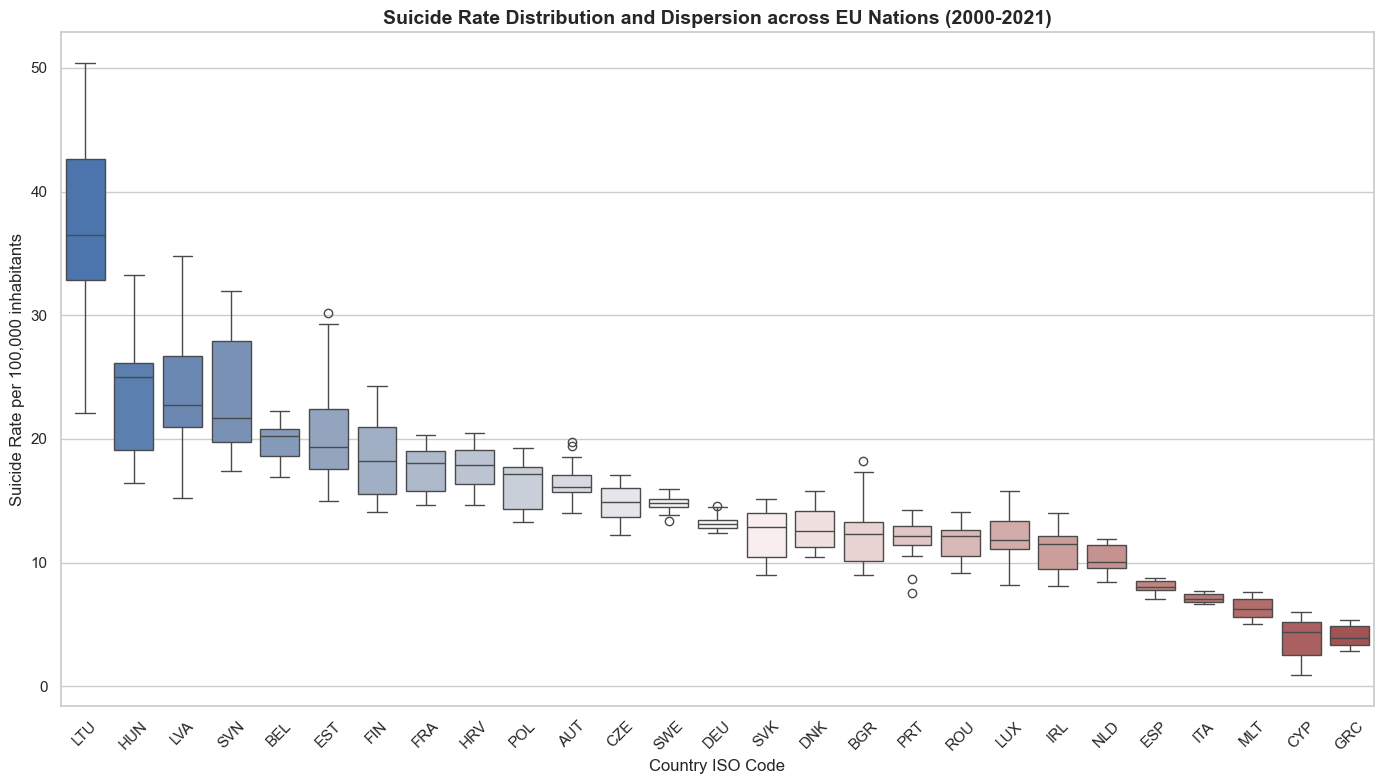 Suicide Rate Distribution and Dispersion across EU Nations (2000-2021)
Suicide Rate per 100,000 inhabitants
50
40
30
20
10
0
LTU HUN LVA SVN BEL EST FIN FRA HRV POL AUT CZE SWE DEU SVK DNK BGR PRT ROU LUX IRL NLD ESP ITA MLT CYP GRC
Country ISO Code